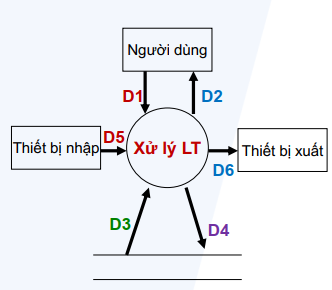 Người dùng
D1
D2
Thiết bị nhập
D5
Xử lý LT
D6
Thiết bị xuất
D3
D4